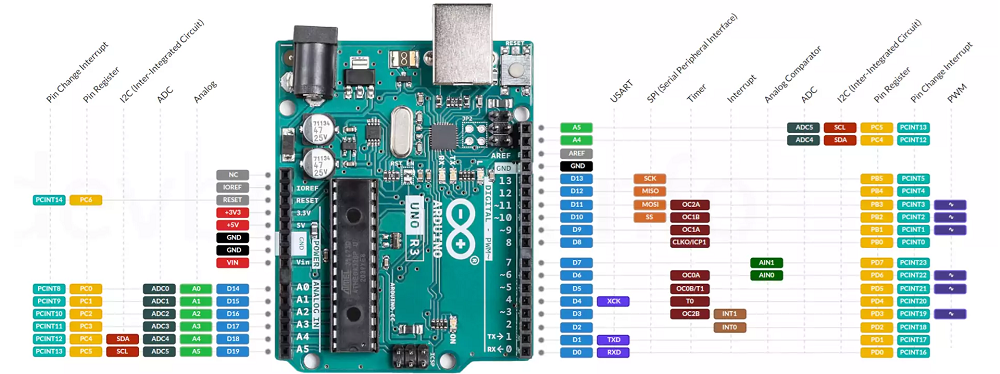 Pin Change Interrupt
Pin Register
I2C (Inter-Integrated Circuit)
ADC
Analog
USART
SPI (Serial Peripheral Interface)
Timer
Interrupt
Analog Comparator
ADC
I2C (Inter-Integrated Circuit)
Pin Register
Pin Change Interrupt
PWM
NC
IOREF
PCINT14 PC6 RESET
+3V3
+5V
GND
GND
VIN
PCINT8 PC0 ADC0 A0 D14
PCINT9 PC1 ADC1 A1 D15
PCINT10 PC2 ADC2 A2 D16
PCINT11 PC3 ADC3 A3 D17
PCINT12 PC4 SDA ADC4 A4 D18
PCINT13 PC5 SCL ADC5 A5 D19
RESET
71134
47
25V
71134
47
25V
JP2
RST EN
RX
TX
L
AREF
GND
13
12
~11
~10
~9
8
7
~6
~5
4
~3
2
TX→1
RX←0
DIGITAL - PWM~
IOREF
RESET
3.3V
5V
GND
Vin
POWER
ANALOG IN
A0
A1
A2
A3
A4
A5
UNO R3
ARDUINO
ARDUINO.CC
ON
ICSP
A5 ADC5 SCL PC5 PCINT13
A4 ADC4 SDA PC4 PCINT12
AREF
GND
D13 SCK PB5 PCINT5
D12 MISO PB4 PCINT4
D11 MOSI OC2A PB3 PCINT3 ∿
D10 SS OC1B PB2 PCINT2 ∿
D9 OC1A PB1 PCINT1 ∿
D8 CLKO/ICP1 PB0 PCINT0
D7 AIN1 PD7 PCINT23
D6 OC0A AIN0 PD6 PCINT22 ∿
D5 OC0B/T1 PD5 PCINT21 ∿
D4 XCK T0 PD4 PCINT20
D3 OC2B INT1 PD3 PCINT19 ∿
D2 INT0 PD2 PCINT18
D1 TXD PD1 PCINT17
D0 RXD PD0 PCINT16